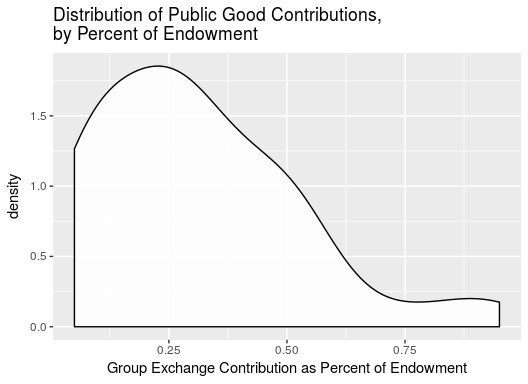 Distribution of Public Good Contributions,
by Percent of Endowment
density
1.5
1.0
0.5
0.0
0.25 0.50 0.75
Group Exchange Contribution as Percent of Endowment